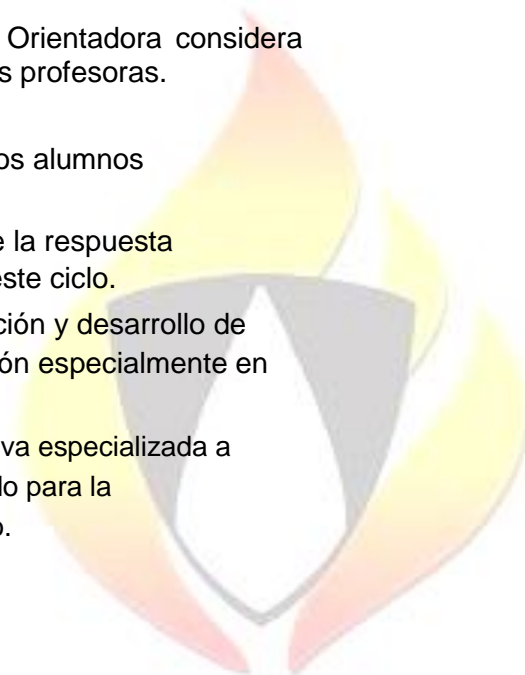 Orientadora considera
s profesoras.
os alumnos
e la respuesta
este ciclo.
ción y desarrollo de
ón especialmente en
va especializada a
lo para la
o.